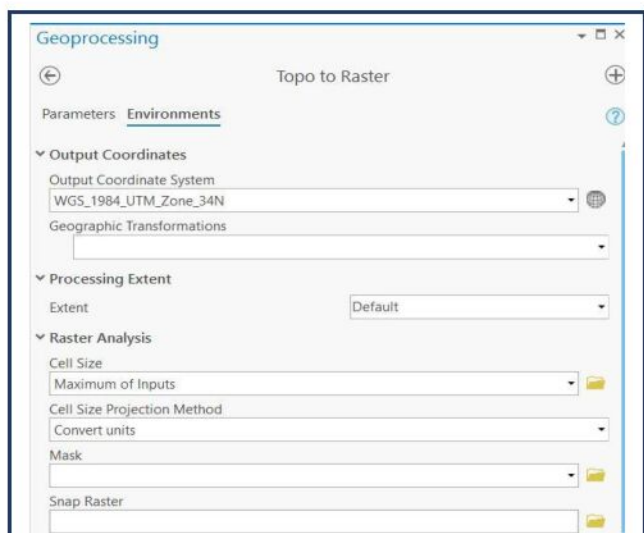 Geoprocessing
Topo to Raster
Parameters Environments
Output Coordinates
Output Coordinate System
WGS_1984_UTM_Zone_34N
Geographic Transformations
Processing Extent
Extent Default
Raster Analysis
Cell Size
Maximum of Inputs
Cell Size Projection Method
Convert units
Mask
Snap Raster